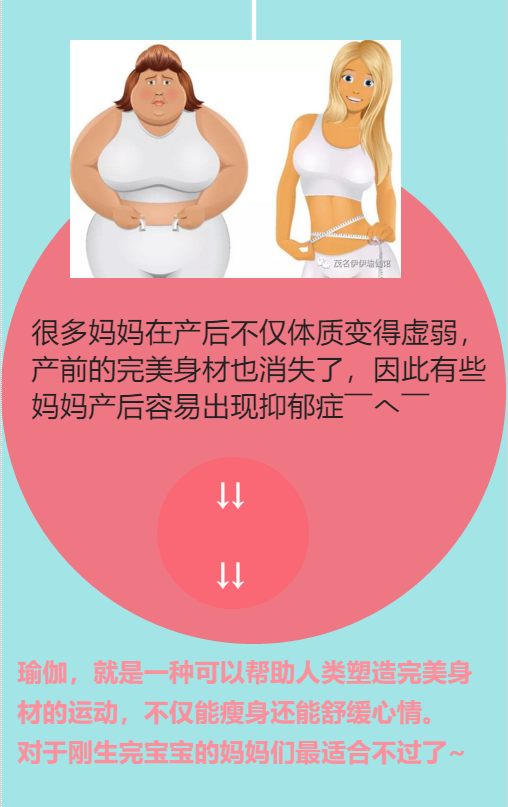 茂名伊伊瑜伽馆
很多妈妈在产后不仅体质变得虚弱，
产前的完美身材也消失了，因此有些
妈妈产后容易出现抑郁症￣へ￣
↓↓
↓↓
瑜伽，就是一种可以帮助人类塑造完美身
材的运动，不仅能瘦身还能舒缓心情。
对于刚生完宝宝的妈妈们最适合不过了~